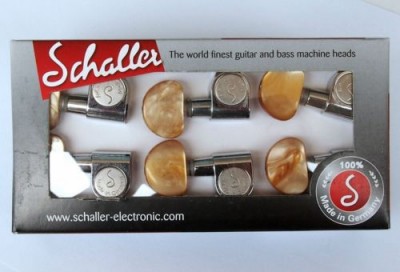 Schaller
The world finest guitar and bass machine heads
100%
S
Made in Germany
www.schaller-electronic.com